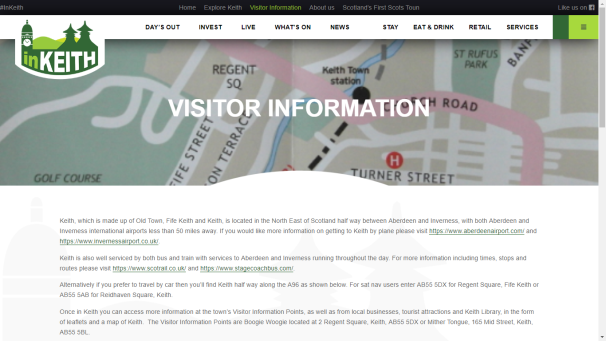 #InKeith Home Explore Keith Visitor Information About us Scotland's First Scots Toun Like us on
DAY'S OUT INVEST LIVE WHAT'S ON NEWS STAY EAT & DRINK RETAIL SERVICES
inKEITH
REGENT SQ
Keith Town station
ST RUFUS PARK
BANF
VISITOR INFORMATION
ROAD
FIFE STREET
TURNER STREET
H
GOLF COURSE
Keith, which is made up of Old Town, Fife Keith and Keith, is located in the North East of Scotland half way between Aberdeen and Inverness, with both Aberdeen and
Inverness international airports less than 50 miles away. If you would like more information on getting to Keith by plane please visit https://www.aberdeenairport.com/ and
https://www.invernessairport.co.uk/.
Keith is also well serviced by both bus and train with services to Aberdeen and Inverness running throughout the day. For more information including times, stops and
routes please visit https://www.scotrail.co.uk/ and https://www.stagecoachbus.com/.
Alternatively if you prefer to travel by car then you'll find Keith half way along the A96 as shown below. For sat nav users enter AB55 5DX for Regent Square, Fife Keith or
AB55 5AB for Reidhaven Square, Keith.
Once in Keith you can access more information at the town's Visitor Information Points, as well as from local businesses, tourist attractions and Keith Library, in the form
of leaflets and a map of Keith. The Visitor Information Points are Boogie Woogie located at 2 Regent Square, Keith, AB55 5DX or Mither Tongue, 165 Mid Street, Keith,
AB55 5BL.